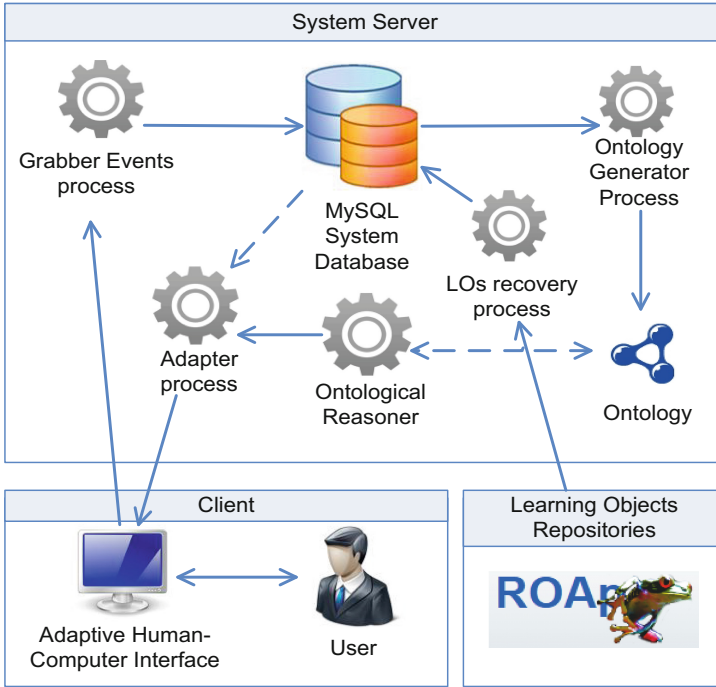 System Server
Grabber Events
process
MySQL
System
Database
Ontology
Generator
Process
LOs recovery
process
Adapter
process
Ontological
Reasoner
Ontology
Client
Adaptive Human-
Computer Interface
User
Learning Objects
Repositories